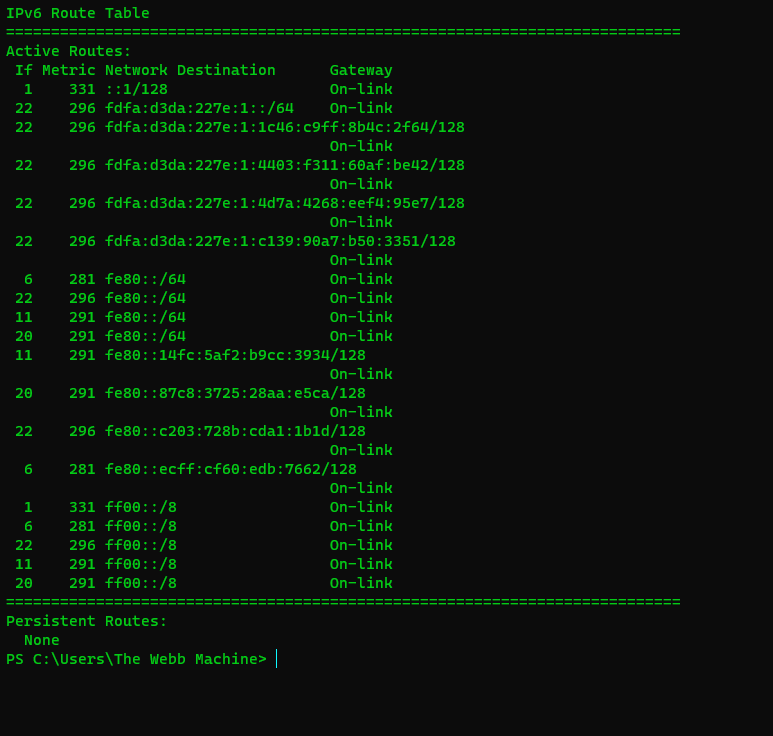 IPv6 Route Table
===========================================================================
Active Routes:
 If Metric Network Destination      Gateway
  1    331 ::1/128                  On-link
 22    296 fdfa:d3da:227e:1::/64    On-link
 22    296 fdfa:d3da:227e:1:1c46:c9ff:8b4c:2f64/128
                                    On-link
 22    296 fdfa:d3da:227e:1:4403:f311:60af:be42/128
                                    On-link
 22    296 fdfa:d3da:227e:1:4d7a:4268:eef4:95e7/128
                                    On-link
 22    296 fdfa:d3da:227e:1:c139:90a7:b50:3351/128
                                    On-link
  6    281 fe80::/64                On-link
 22    296 fe80::/64                On-link
 11    291 fe80::/64                On-link
 20    291 fe80::/64                On-link
 11    291 fe80::14fc:5af2:b9cc:3934/128
                                    On-link
 20    291 fe80::87c8:3725:28aa:e5ca/128
                                    On-link
 22    296 fe80::c203:728b:cda1:1b1d/128
                                    On-link
  6    281 fe80::ecff:cf60:edb:7662/128
                                    On-link
  1    331 ff00::/8                 On-link
  6    281 ff00::/8                 On-link
 22    296 ff00::/8                 On-link
 11    291 ff00::/8                 On-link
 20    291 ff00::/8                 On-link
===========================================================================
Persistent Routes:
  None
PS C:\Users\The Webb Machine>